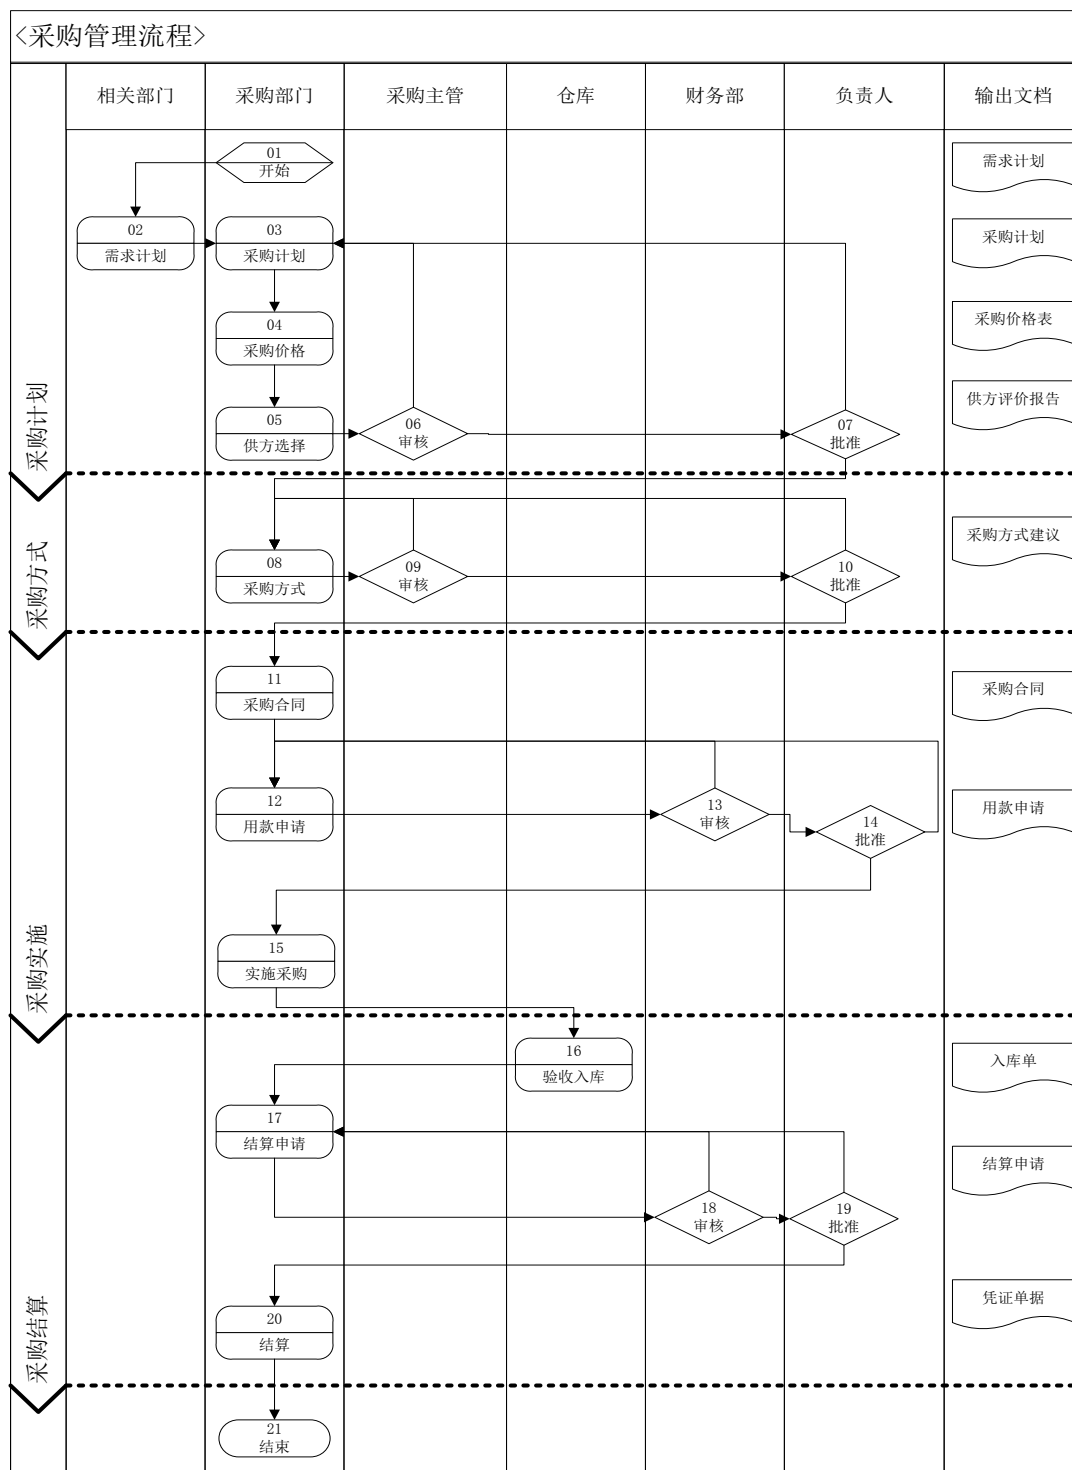 <采购管理流程>
相关部门
采购部门
采购主管
仓库
财务部
负责人
输出文档
采购计划
01
开始
需求计划
02
需求计划
03
采购计划
采购计划
04
采购价格
采购价格表
05
供方选择
06
审核
07
批准
供方评价报告
采购方式
08
采购方式
09
审核
10
批准
采购方式建议
采购实施
11
采购合同
采购合同
12
用款申请
13
审核
14
批准
用款申请
15
实施采购
采购结算
16
验收入库
入库单
17
结算申请
结算申请
18
审核
19
批准
20
结算
凭证单据
21
结束